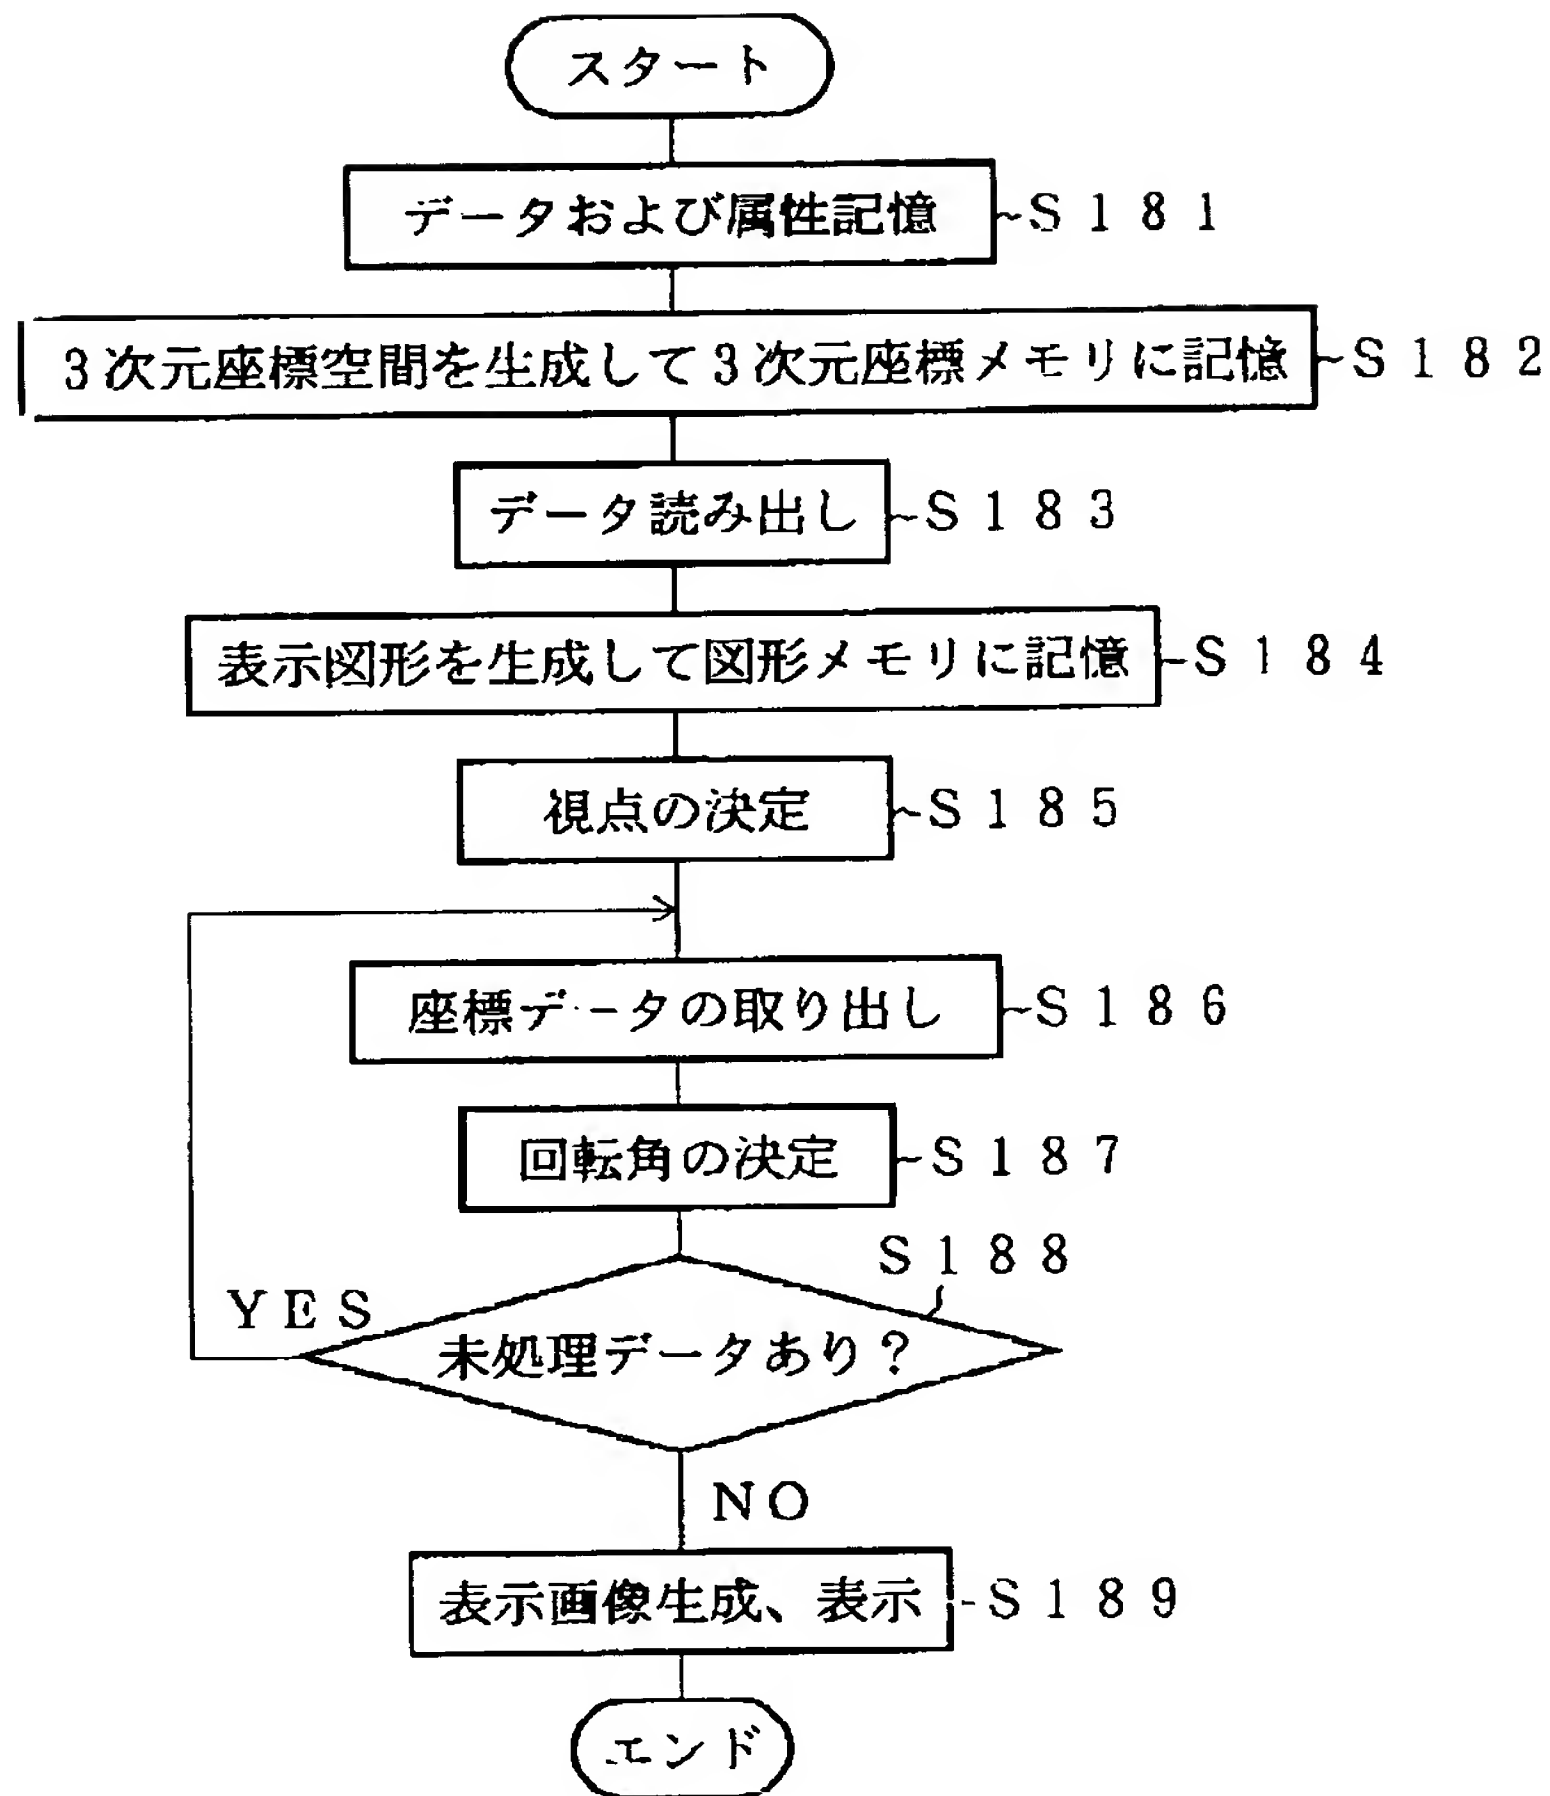 スタート
データおよび属性記憶 S181
3次元座標空間を生成して3次元座標メモリに記憶 S182
データ読み出し S183
表示図形を生成して図形メモリに記憶 S184
視点の決定 S185
座標データの取り出し S186
回転角の決定 S187
S188
YES
未処理データあり?
NO
表示画像生成、表示 S189
エンド